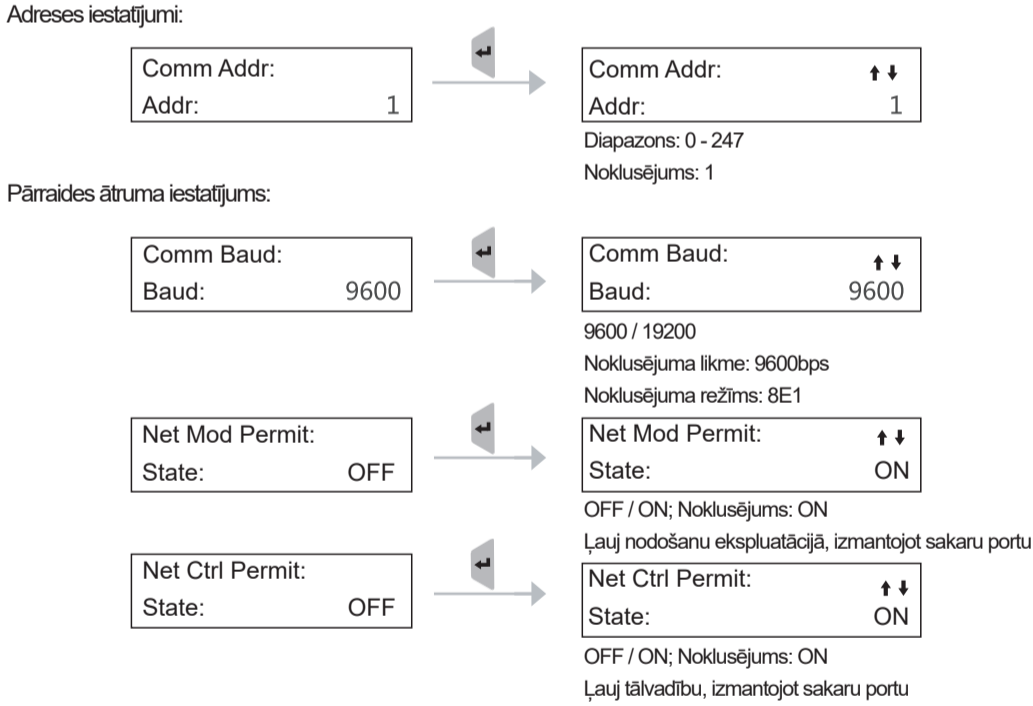 Adreses iestatījumi:
Comm Addr:
Addr: 1
Comm Addr:
Addr: 1
Diapazons: 0 - 247
Noklusējums: 1
Pārraides ātruma iestatījums:
Comm Baud:
Baud: 9600
Comm Baud:
Baud: 9600
9600 / 19200
Noklusējuma likme: 9600bps
Noklusējuma režīms: 8E1
Net Mod Permit:
State: OFF
Net Mod Permit:
State: ON
OFF / ON; Noklusējums: ON
Ļauj nodošanu ekspluatācijā, izmantojot sakaru portu
Net Ctrl Permit:
State: OFF
Net Ctrl Permit:
State: ON
OFF / ON; Noklusējums: ON
Ļauj tālvadību, izmantojot sakaru portu